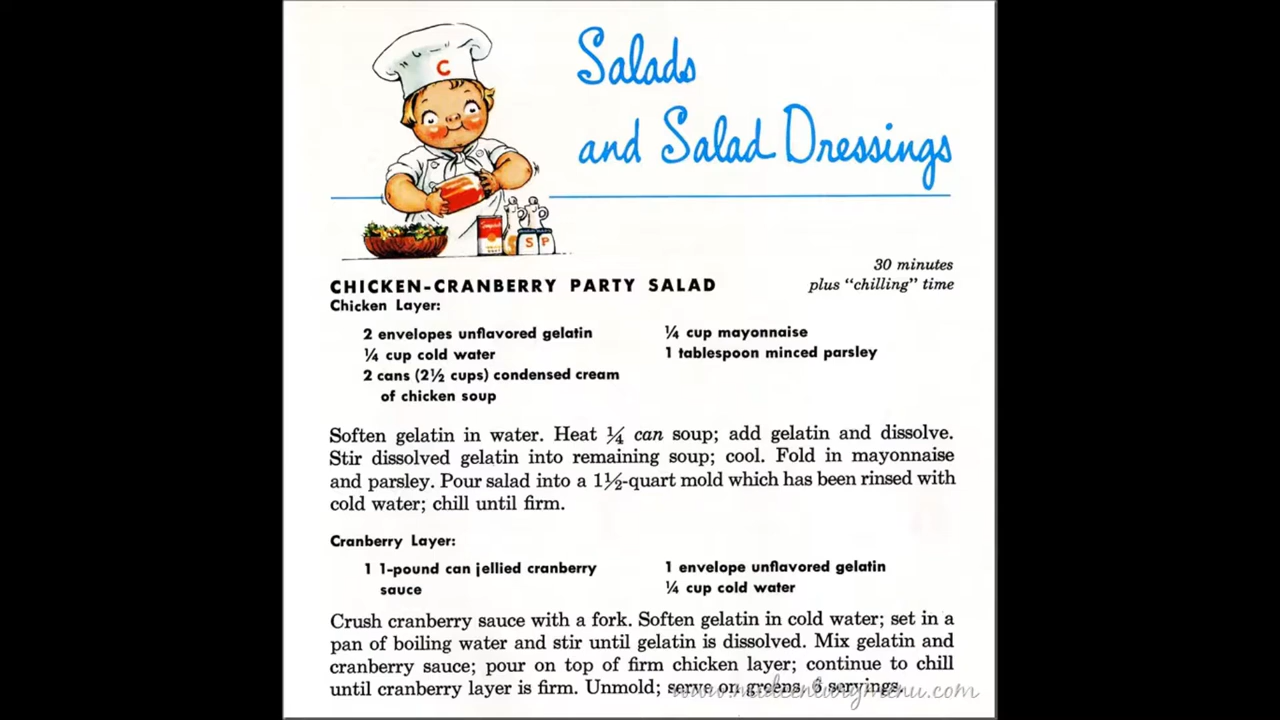 C
Salads
and Salad Dressings
S P
30 minutes
plus “chilling” time
CHICKEN-CRANBERRY PARTY SALAD
Chicken Layer:
2 envelopes unflavored gelatin
¼ cup cold water
2 cans (2½ cups) condensed cream
of chicken soup
¼ cup mayonnaise
1 tablespoon minced parsley
Soften gelatin in water. Heat ¼ can soup; add gelatin and dissolve.
Stir dissolved gelatin into remaining soup; cool. Fold in mayonnaise
and parsley. Pour salad into a 1½-quart mold which has been rinsed with
cold water; chill until firm.
Cranberry Layer:
1 1-pound can jellied cranberry
sauce
1 envelope unflavored gelatin
¼ cup cold water
Crush cranberry sauce with a fork. Soften gelatin in cold water; set in a
pan of boiling water and stir until gelatin is dissolved. Mix gelatin and
cranberry sauce; pour on top of firm chicken layer; continue to chill
until cranberry layer is firm. Unmold; serve on greens. 6 servings.